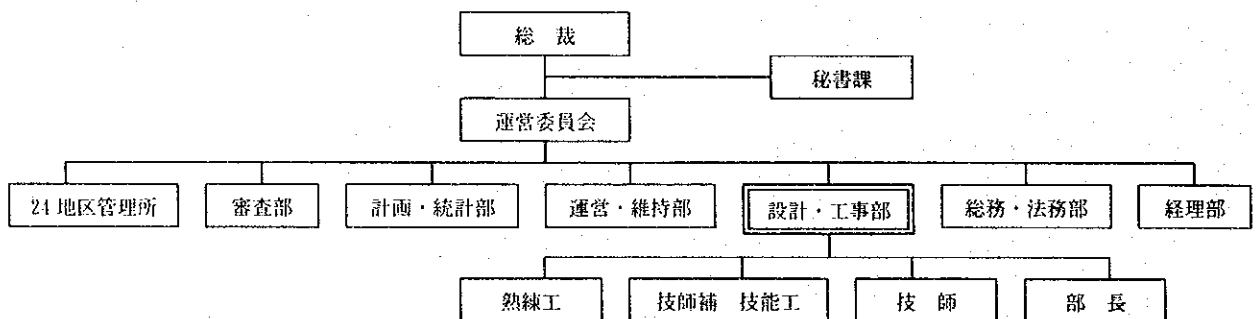 総 裁
秘書課
運営委員会
24地区管理所 審査部 計画・統計部 運営・維持部 設計・工事部 総務・法務部 経理部
熟練工 技師補 技能工 技 師 部 長